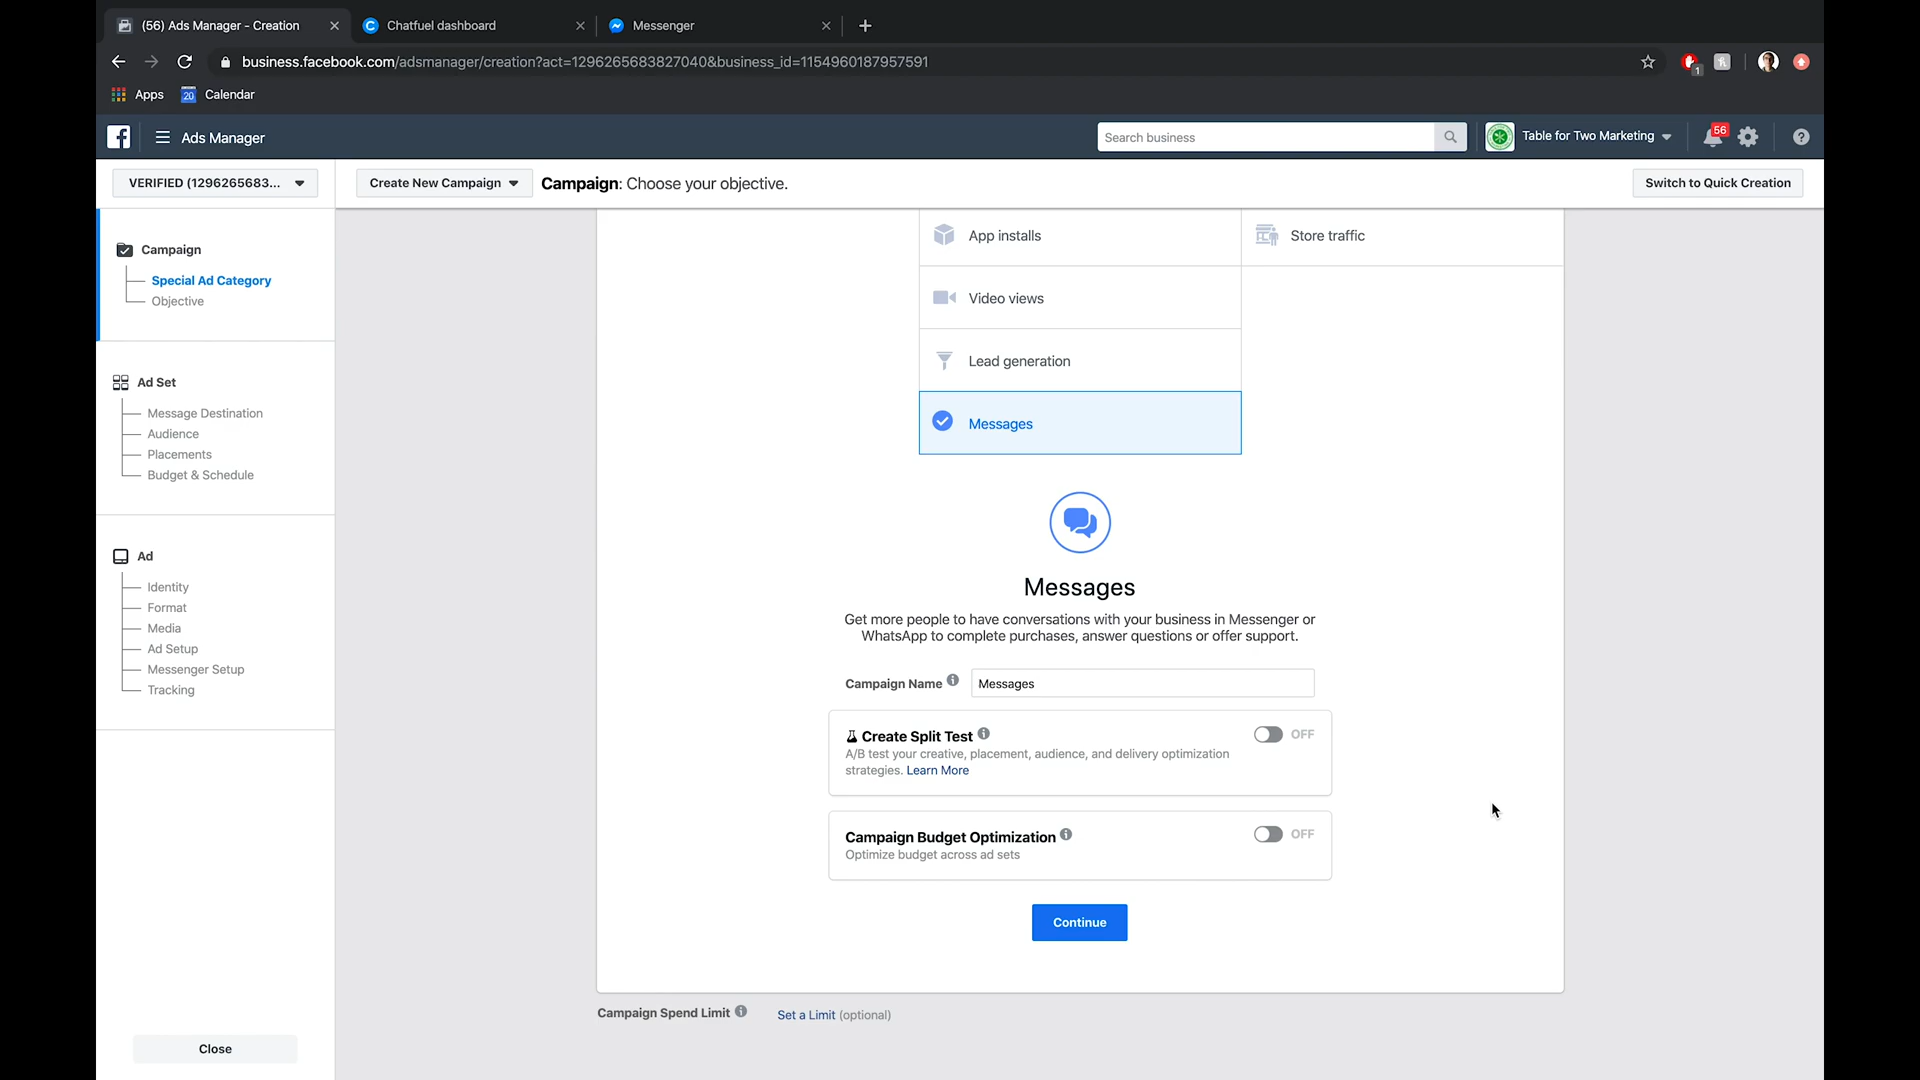 (56) Ads Manager - Creation
Chatfuel dashboard
Messenger
business.facebook.com/adsmanager/creation?act=1296265683827040&business_id=1154960187957591
1
Apps
20
Calendar
Ads Manager
Search business
Table for Two Marketing
56
VERIFIED (1296265683...
Create New Campaign
Campaign: Choose your objective.
Switch to Quick Creation
Campaign
Special Ad Category
Objective
Ad Set
Message Destination
Audience
Placements
Budget & Schedule
Ad
Identity
Format
Media
Ad Setup
Messenger Setup
Tracking
Close
App installs
Store traffic
Video views
Lead generation
Messages
Messages
Get more people to have conversations with your business in Messenger or
WhatsApp to complete purchases, answer questions or offer support.
Campaign Name
Messages
Create Split Test
OFF
A/B test your creative, placement, audience, and delivery optimization
strategies. Learn More
Campaign Budget Optimization
OFF
Optimize budget across ad sets
Continue
Campaign Spend Limit
Set a Limit (optional)